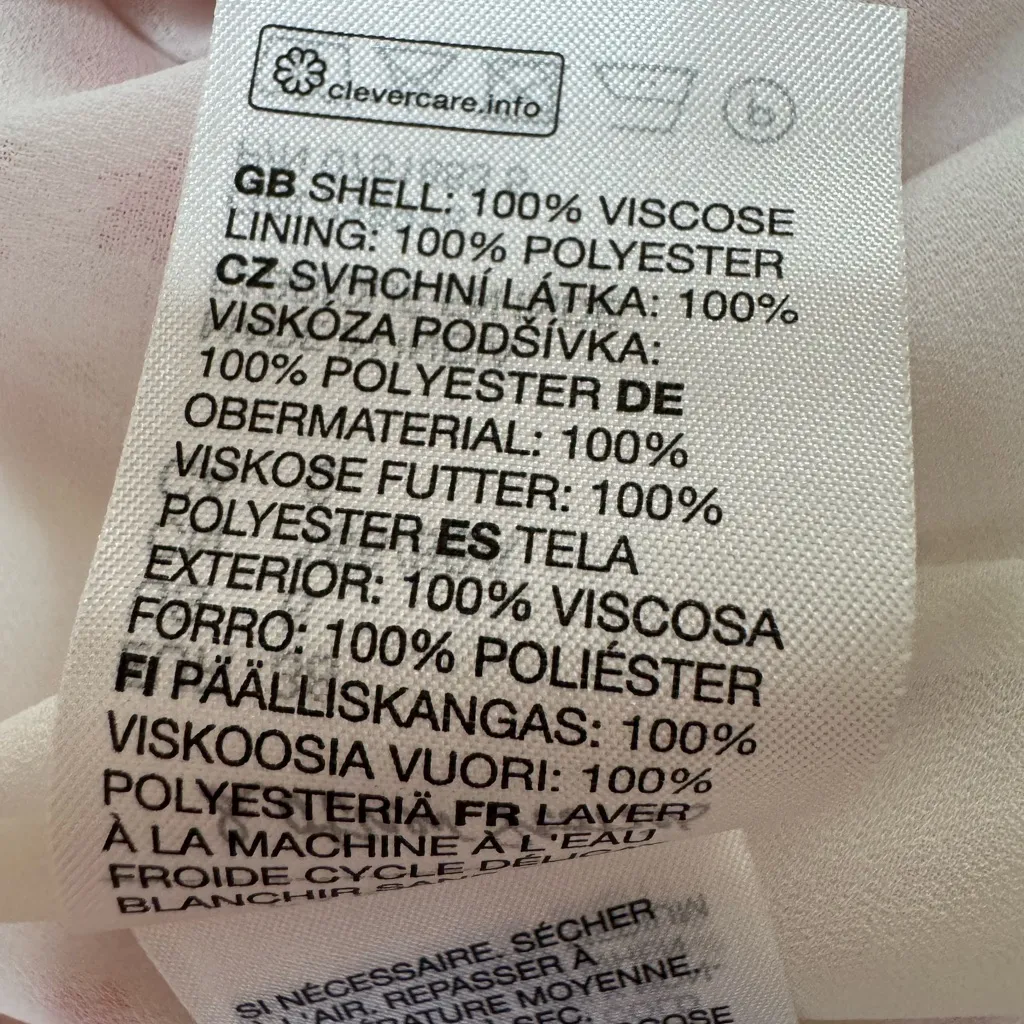 clevercare.info
GB SHELL: 100% VISCOSE
LINING: 100% POLYESTER
CZ SVRCHNÍ LÁTKA: 100%
VISKÓZA PODŠÍVKA:
100% POLYESTER DE
OBERMATERIAL: 100%
VISKOSE FUTTER: 100%
POLYESTER ES TELA
EXTERIOR: 100% VISCOSA
FORRO: 100% POLIÉSTER
FI PÄÄLLISKANGAS: 100%
VISKOOSIA VUORI: 100%
POLYESTERIÄ FR LAVER
À LA MACHINE À L'EAU
FROIDE CYCLE
BLANCHIR
SI NÉCESSAIRE. SÉCHER
L'AIR. REPASSER À
MOYENNE.
SEC.